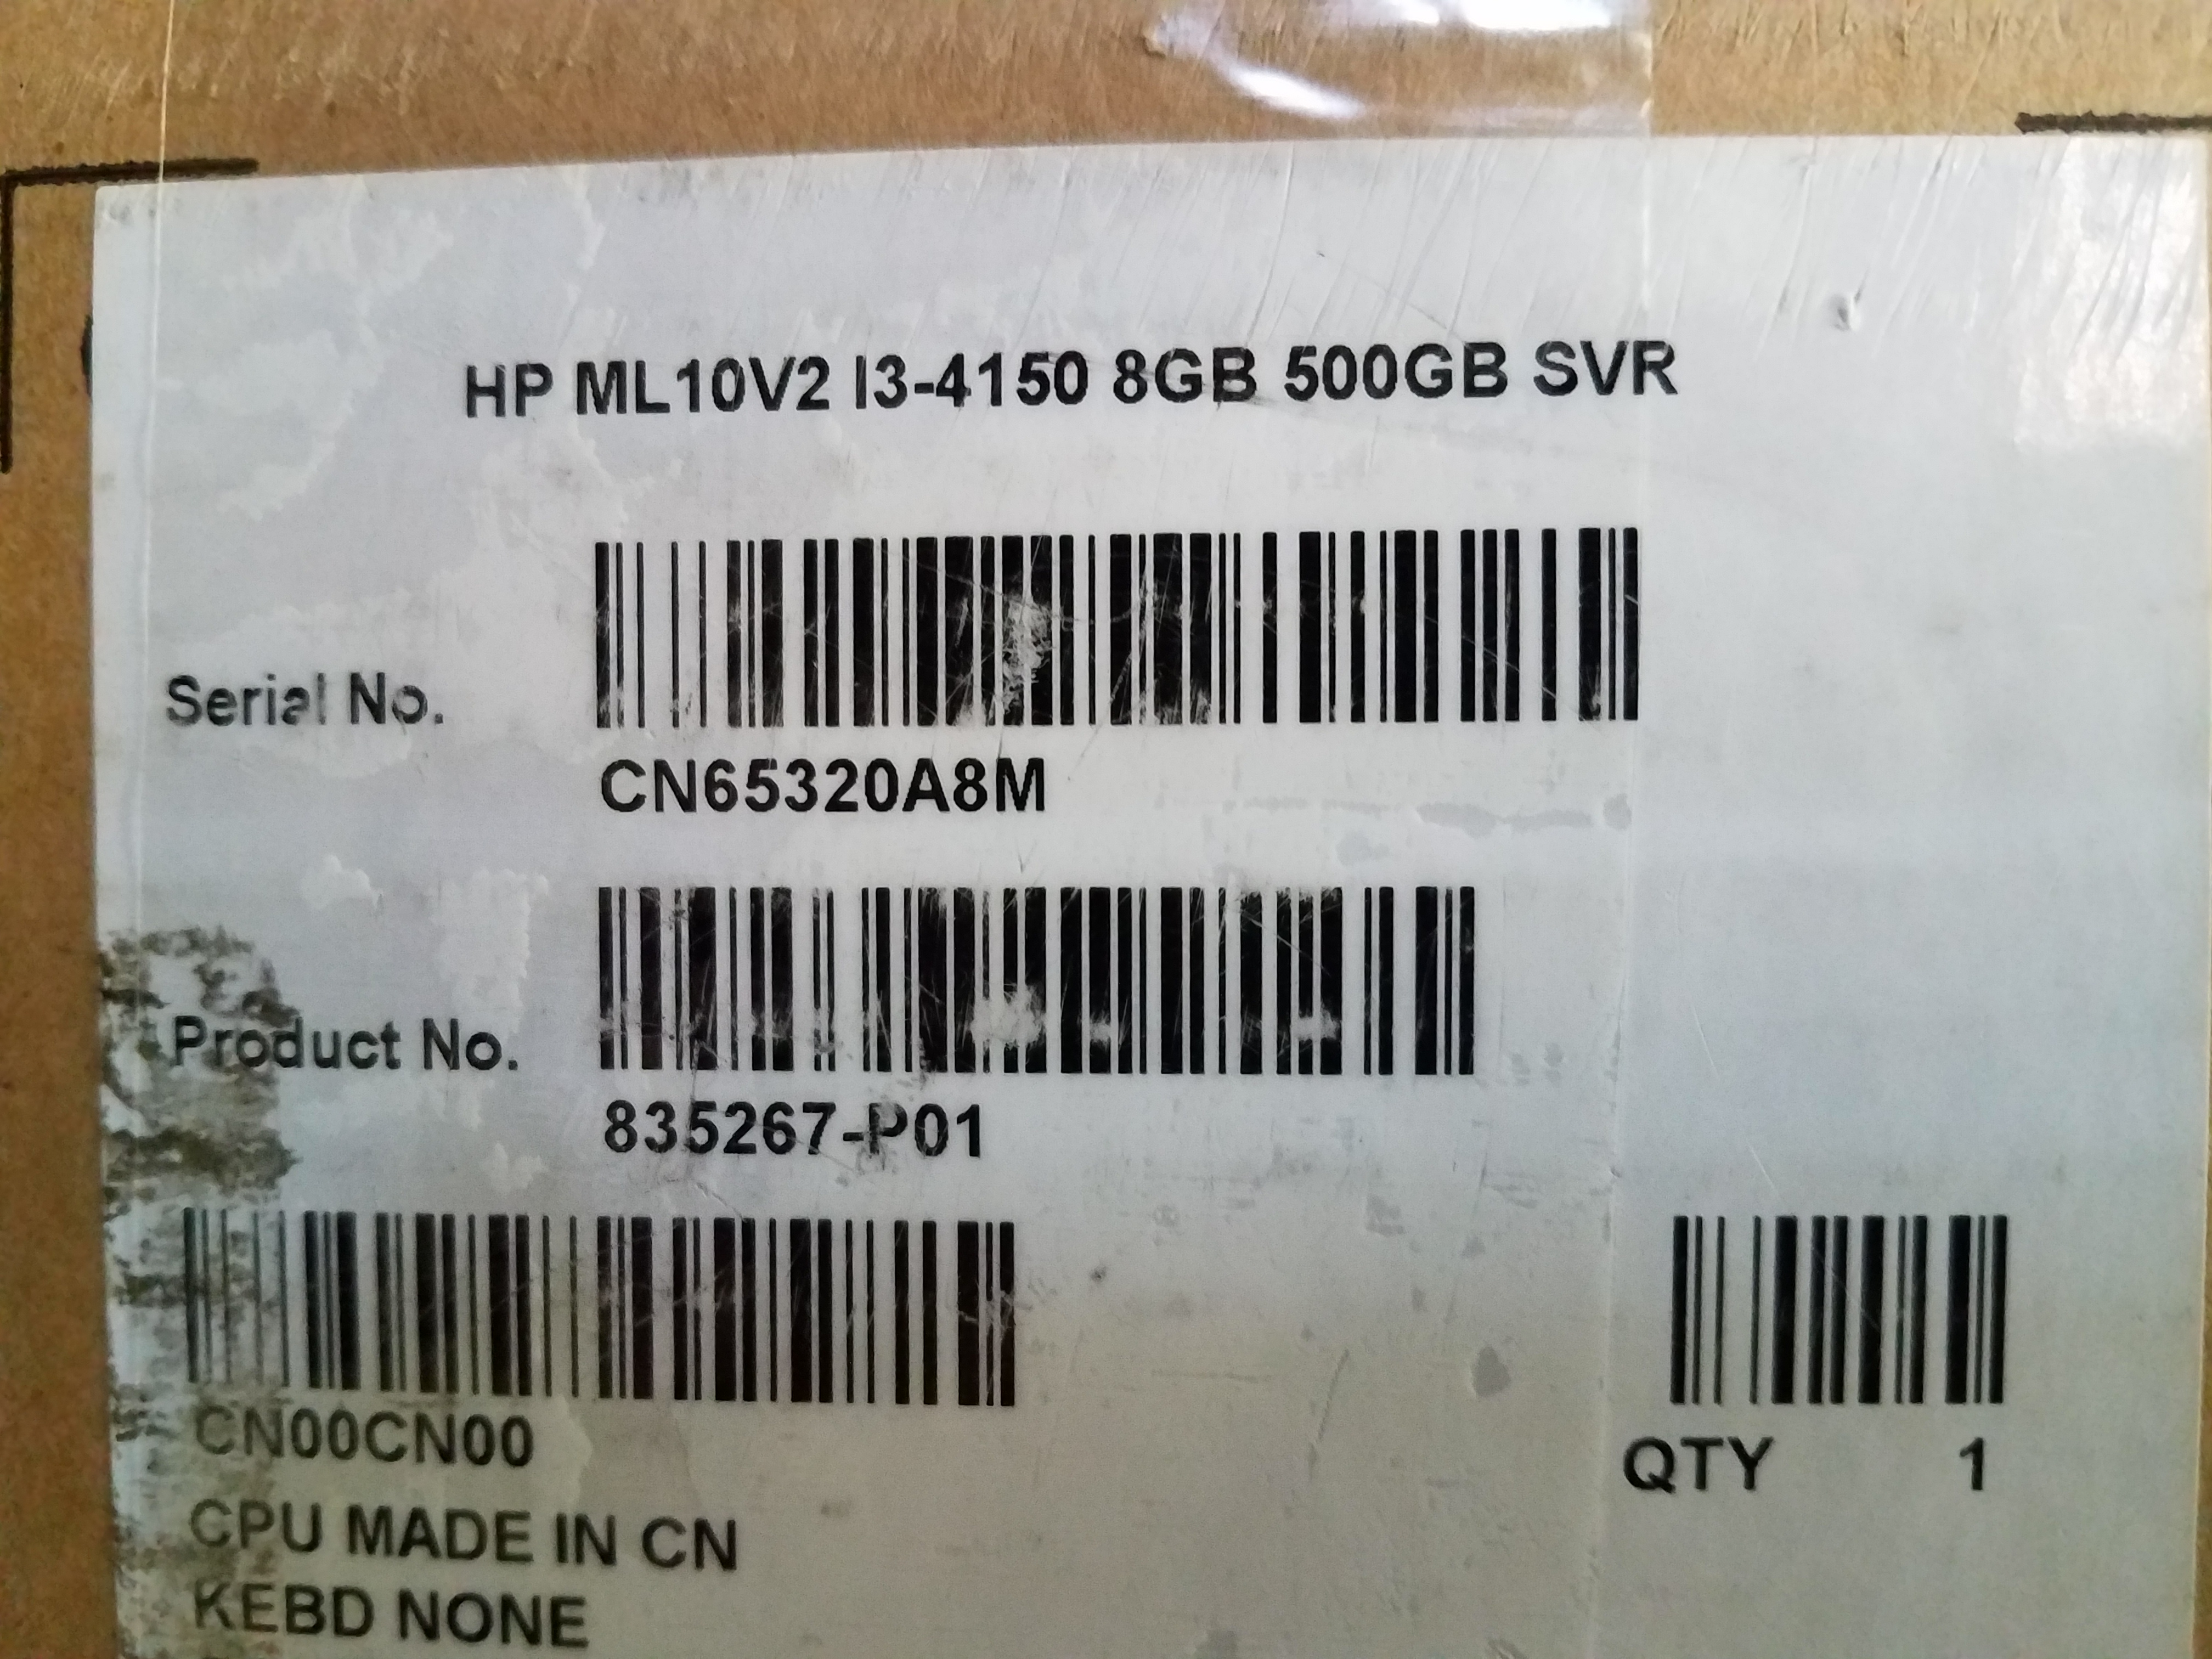 HP ML10V2 I3-4150 8GB 500GB SVR
Serial No.
CN65320A8M
Product No.
835267-P01
CN00CN00
QTY 1
CPU MADE IN CN
KEBD NONE